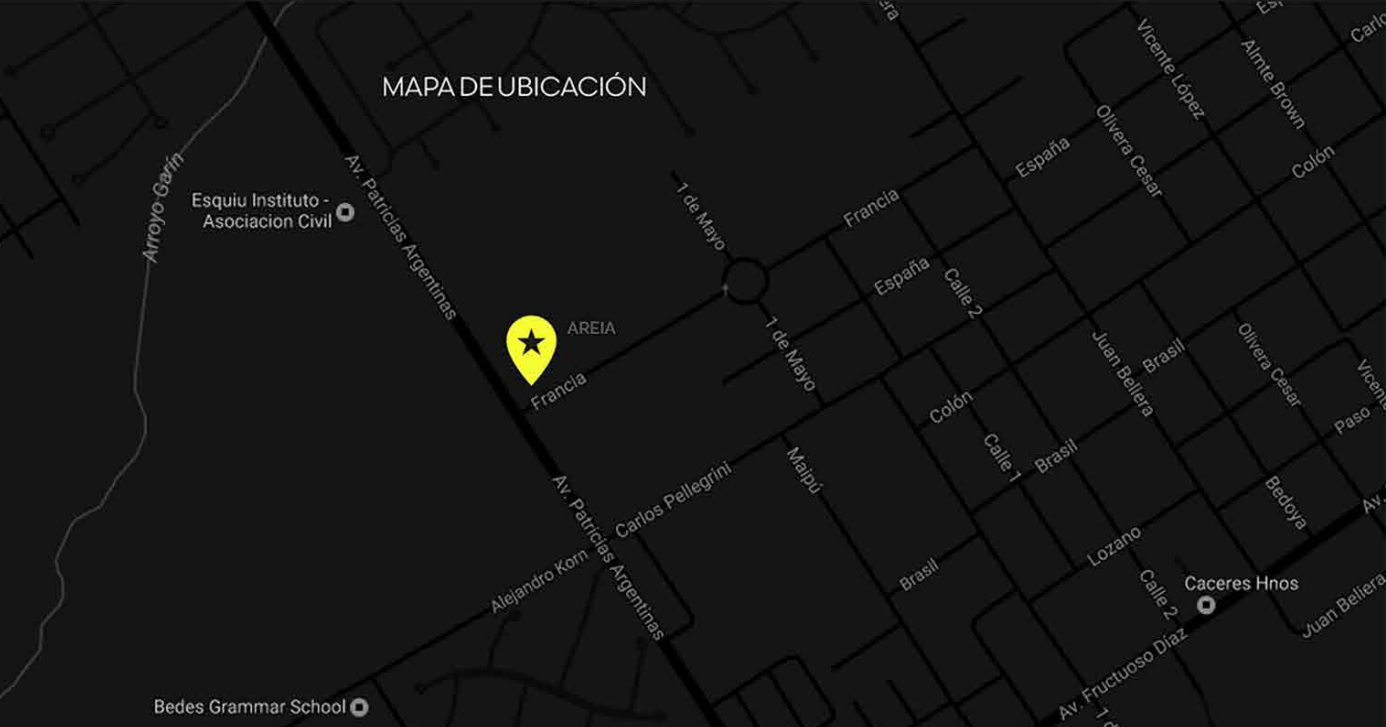 MAPA DE UBICACIÓN
Vicente López
Almte Brown
Olivera Cesar
España
Colón
Arroyo Garín
Esquiu Instituto -
Asociacion Civil
Av. Patricias Argentinas
1 de Mayo
Francia
España
Calle 2
AREIA
Francia
1 de Mayo
Juan Bellera
Brasil
Olivera Cesar
Colón
Paso
Calle 1
Brasil
Maipú
Carlos Pellegrini
Av. Patricias Argentinas
Bedoya
Av.
Alejandro Korn
Brasil
Lozano
Calle 2
Caceres Hnos
Juan Bellera
Av. Fructuoso Díaz
Bedes Grammar School